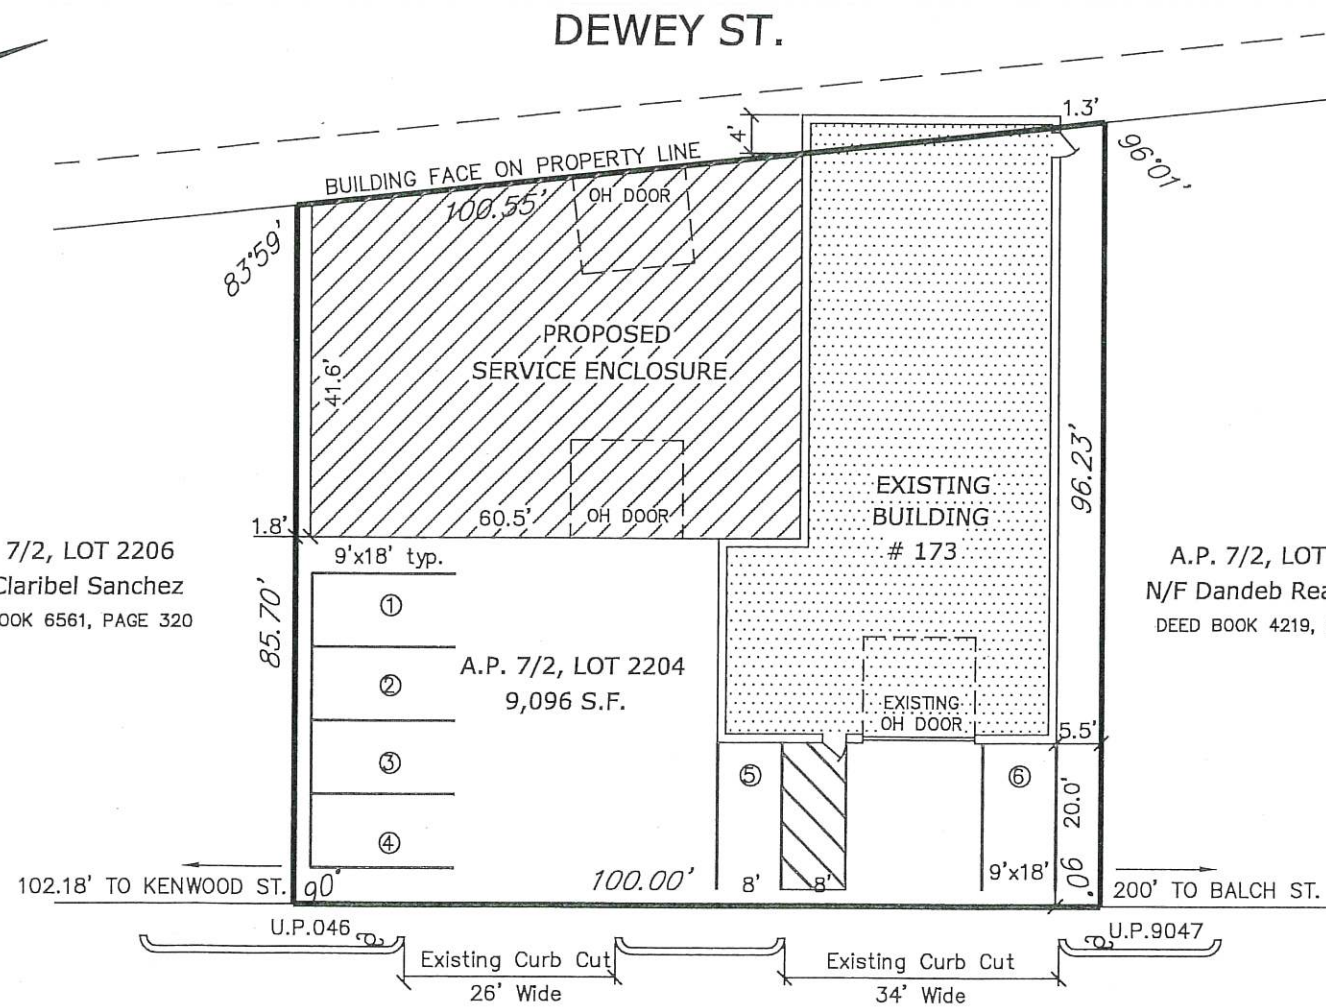 DEWEY ST.
1.3'
4'
96°01'
BUILDING FACE ON PROPERTY LINE
100.55'
OH DOOR
83°59'
PROPOSED
SERVICE ENCLOSURE
41.6'
96.23'
EXISTING
BUILDING
# 173
60.5'
OH DOOR
1.8'
9'x18' typ.
7/2, LOT 2206
Claribel Sanchez
OOK 6561, PAGE 320
A.P. 7/2, LOT
N/F Dandeb Rea
DEED BOOK 4219,
85.70'
1
2
3
4
A.P. 7/2, LOT 2204
9,096 S.F.
EXISTING
OH DOOR
5.5'
5
6
20.0'
9'x18'
8'
8'
90°
90°
100.00'
102.18' TO KENWOOD ST.
200' TO BALCH ST.
U.P.046
U.P.9047
Existing Curb Cut
26' Wide
Existing Curb Cut
34' Wide